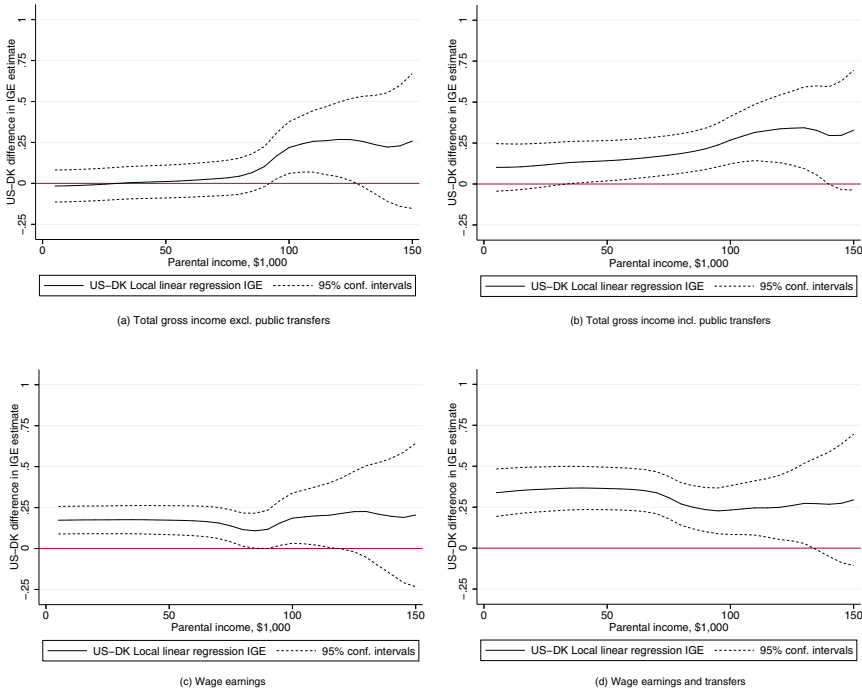 US−DK difference in IGE estimate
1
.75
.5
.25
0
−.25
0
50
100
150
Parental income, $1,000
US−DK Local linear regression IGE
95% conf. intervals
(a) Total gross income excl. public transfers
US−DK difference in IGE estimate
1
.75
.5
.25
0
−.25
0
50
100
150
Parental income, $1,000
US−DK Local linear regression IGE
95% conf. intervals
(b) Total gross income incl. public transfers
US−DK difference in IGE estimate
1
.75
.5
.25
0
−.25
0
50
100
150
Parental income, $1,000
US−DK Local linear regression IGE
95% conf. intervals
(c) Wage earnings
US−DK difference in IGE estimate
1
.75
.5
.25
0
−.25
0
50
100
150
Parental income, $1,000
US−DK Local linear regression IGE
95% conf. intervals
(d) Wage earnings and transfers